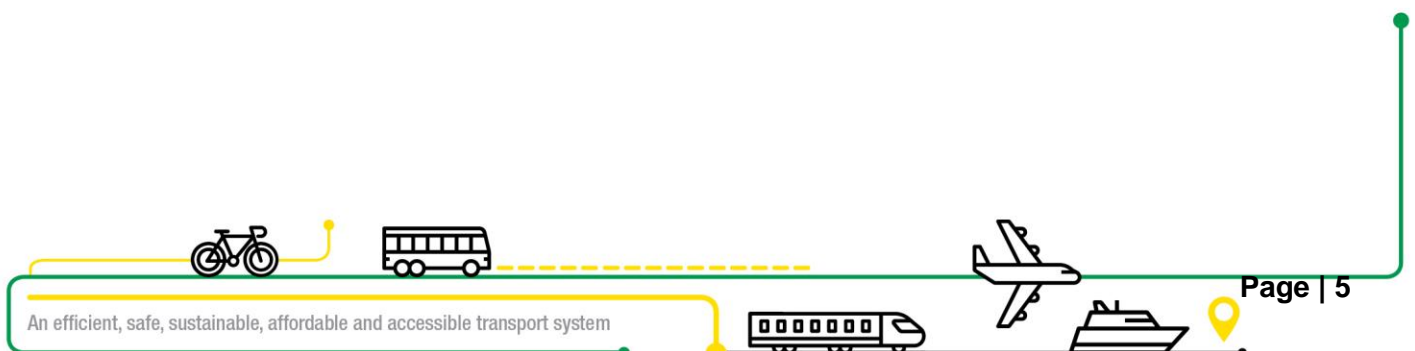 Page | 5
An efficient, safe, sustainable, affordable and accessible transport system